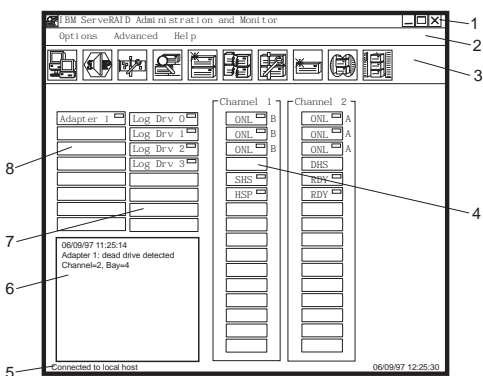 IBM ServeRAID Administration and Monitor
1
Options Advanced Help
2
3
Channel 1 Channel 2
Adapter 1 Log Drv 0 ONL B ONL A
Log Drv 1 ONL B ONL A
8 Log Drv 2 ONL B ONL A
Log Drv 3 DHS
SHS RDY
HSP RDY
4
7
06/09/97 11:25:14
Adapter 1: dead drive detected
Channel=2, Bay=4
6
5 Connected to local host 06/09/97 12:25:30